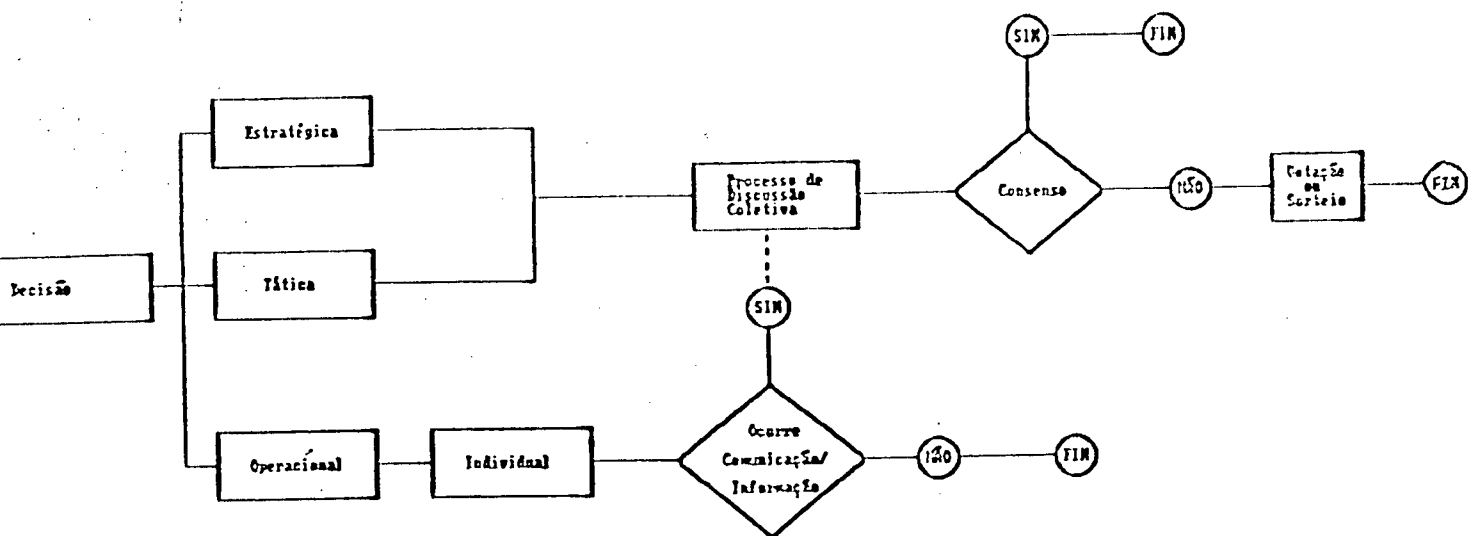 SIM
FIM
Estratégica
Processo de
Discussão
Coletiva
Consenso
NÃO
Votação
ou
Sorteio
FIM
Decisão
Tática
SIM
Operacional
Individual
Ocorre
Comunicação/
Informação
NÃO
FIM